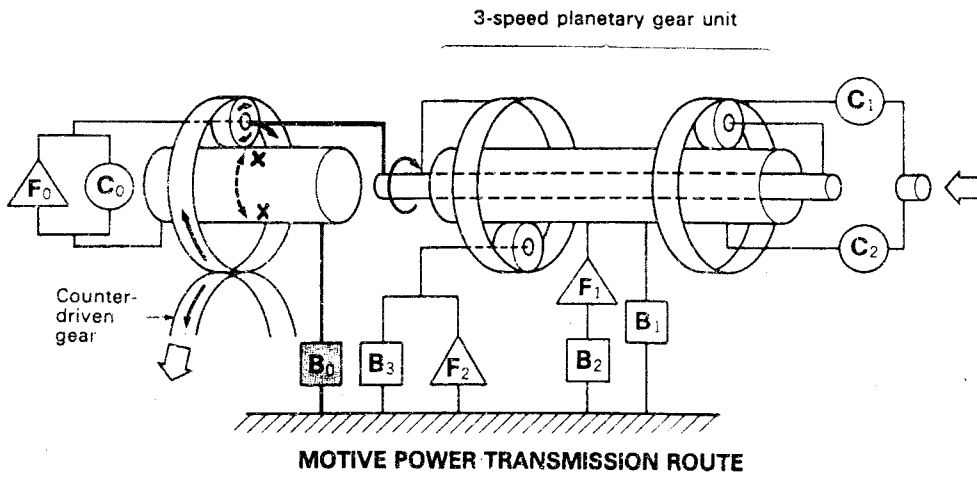 3-speed planetary gear unit
C1
F0
C0
C2
F1
Counter-
driven
gear
B1
B0
B3
F2
B2
MOTIVE POWER TRANSMISSION ROUTE